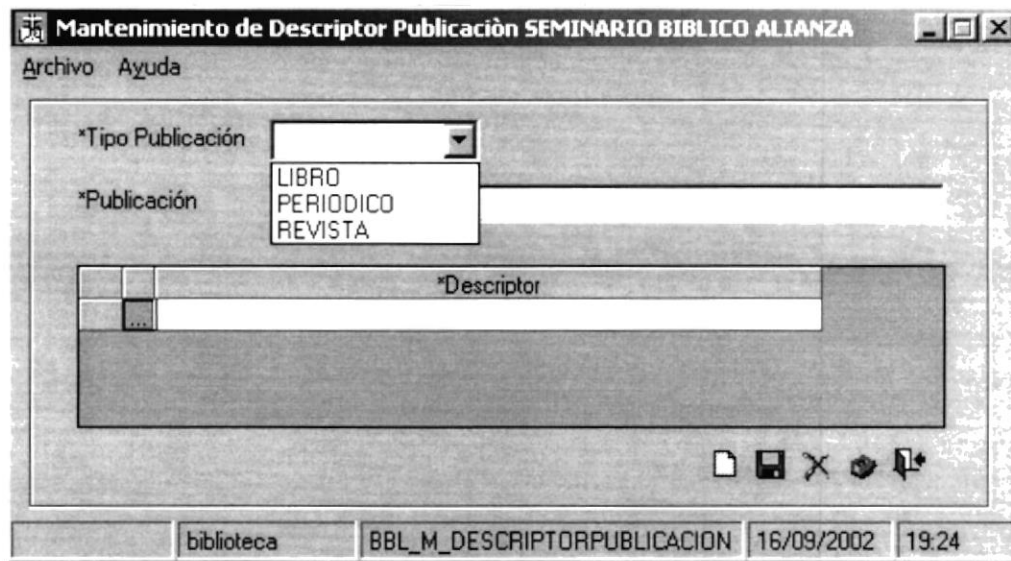 Mantenimiento de Descriptor Publicaciòn SEMINARIO BIBLICO ALIANZA
Archivo Ayuda
*Tipo Publicación
LIBRO
PERIODICO
REVISTA
*Publicación
*Descriptor
...
biblioteca BBL_M_DESCRIPTORPUBLICACION 16/09/2002 19:24